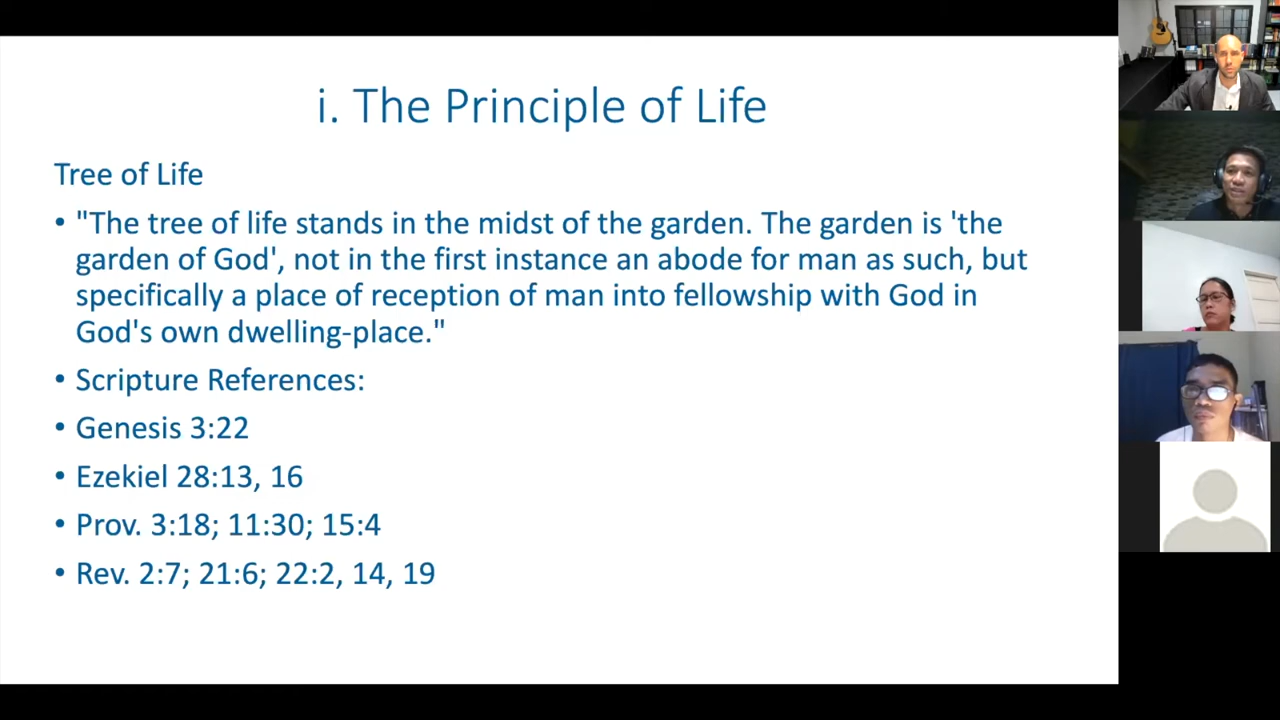 i. The Principle of Life
Tree of Life
• "The tree of life stands in the midst of the garden. The garden is 'the
garden of God', not in the first instance an abode for man as such, but
specifically a place of reception of man into fellowship with God in
God's own dwelling-place."
• Scripture References:
• Genesis 3:22
• Ezekiel 28:13, 16
• Prov. 3:18; 11:30; 15:4
• Rev. 2:7; 21:6; 22:2, 14, 19